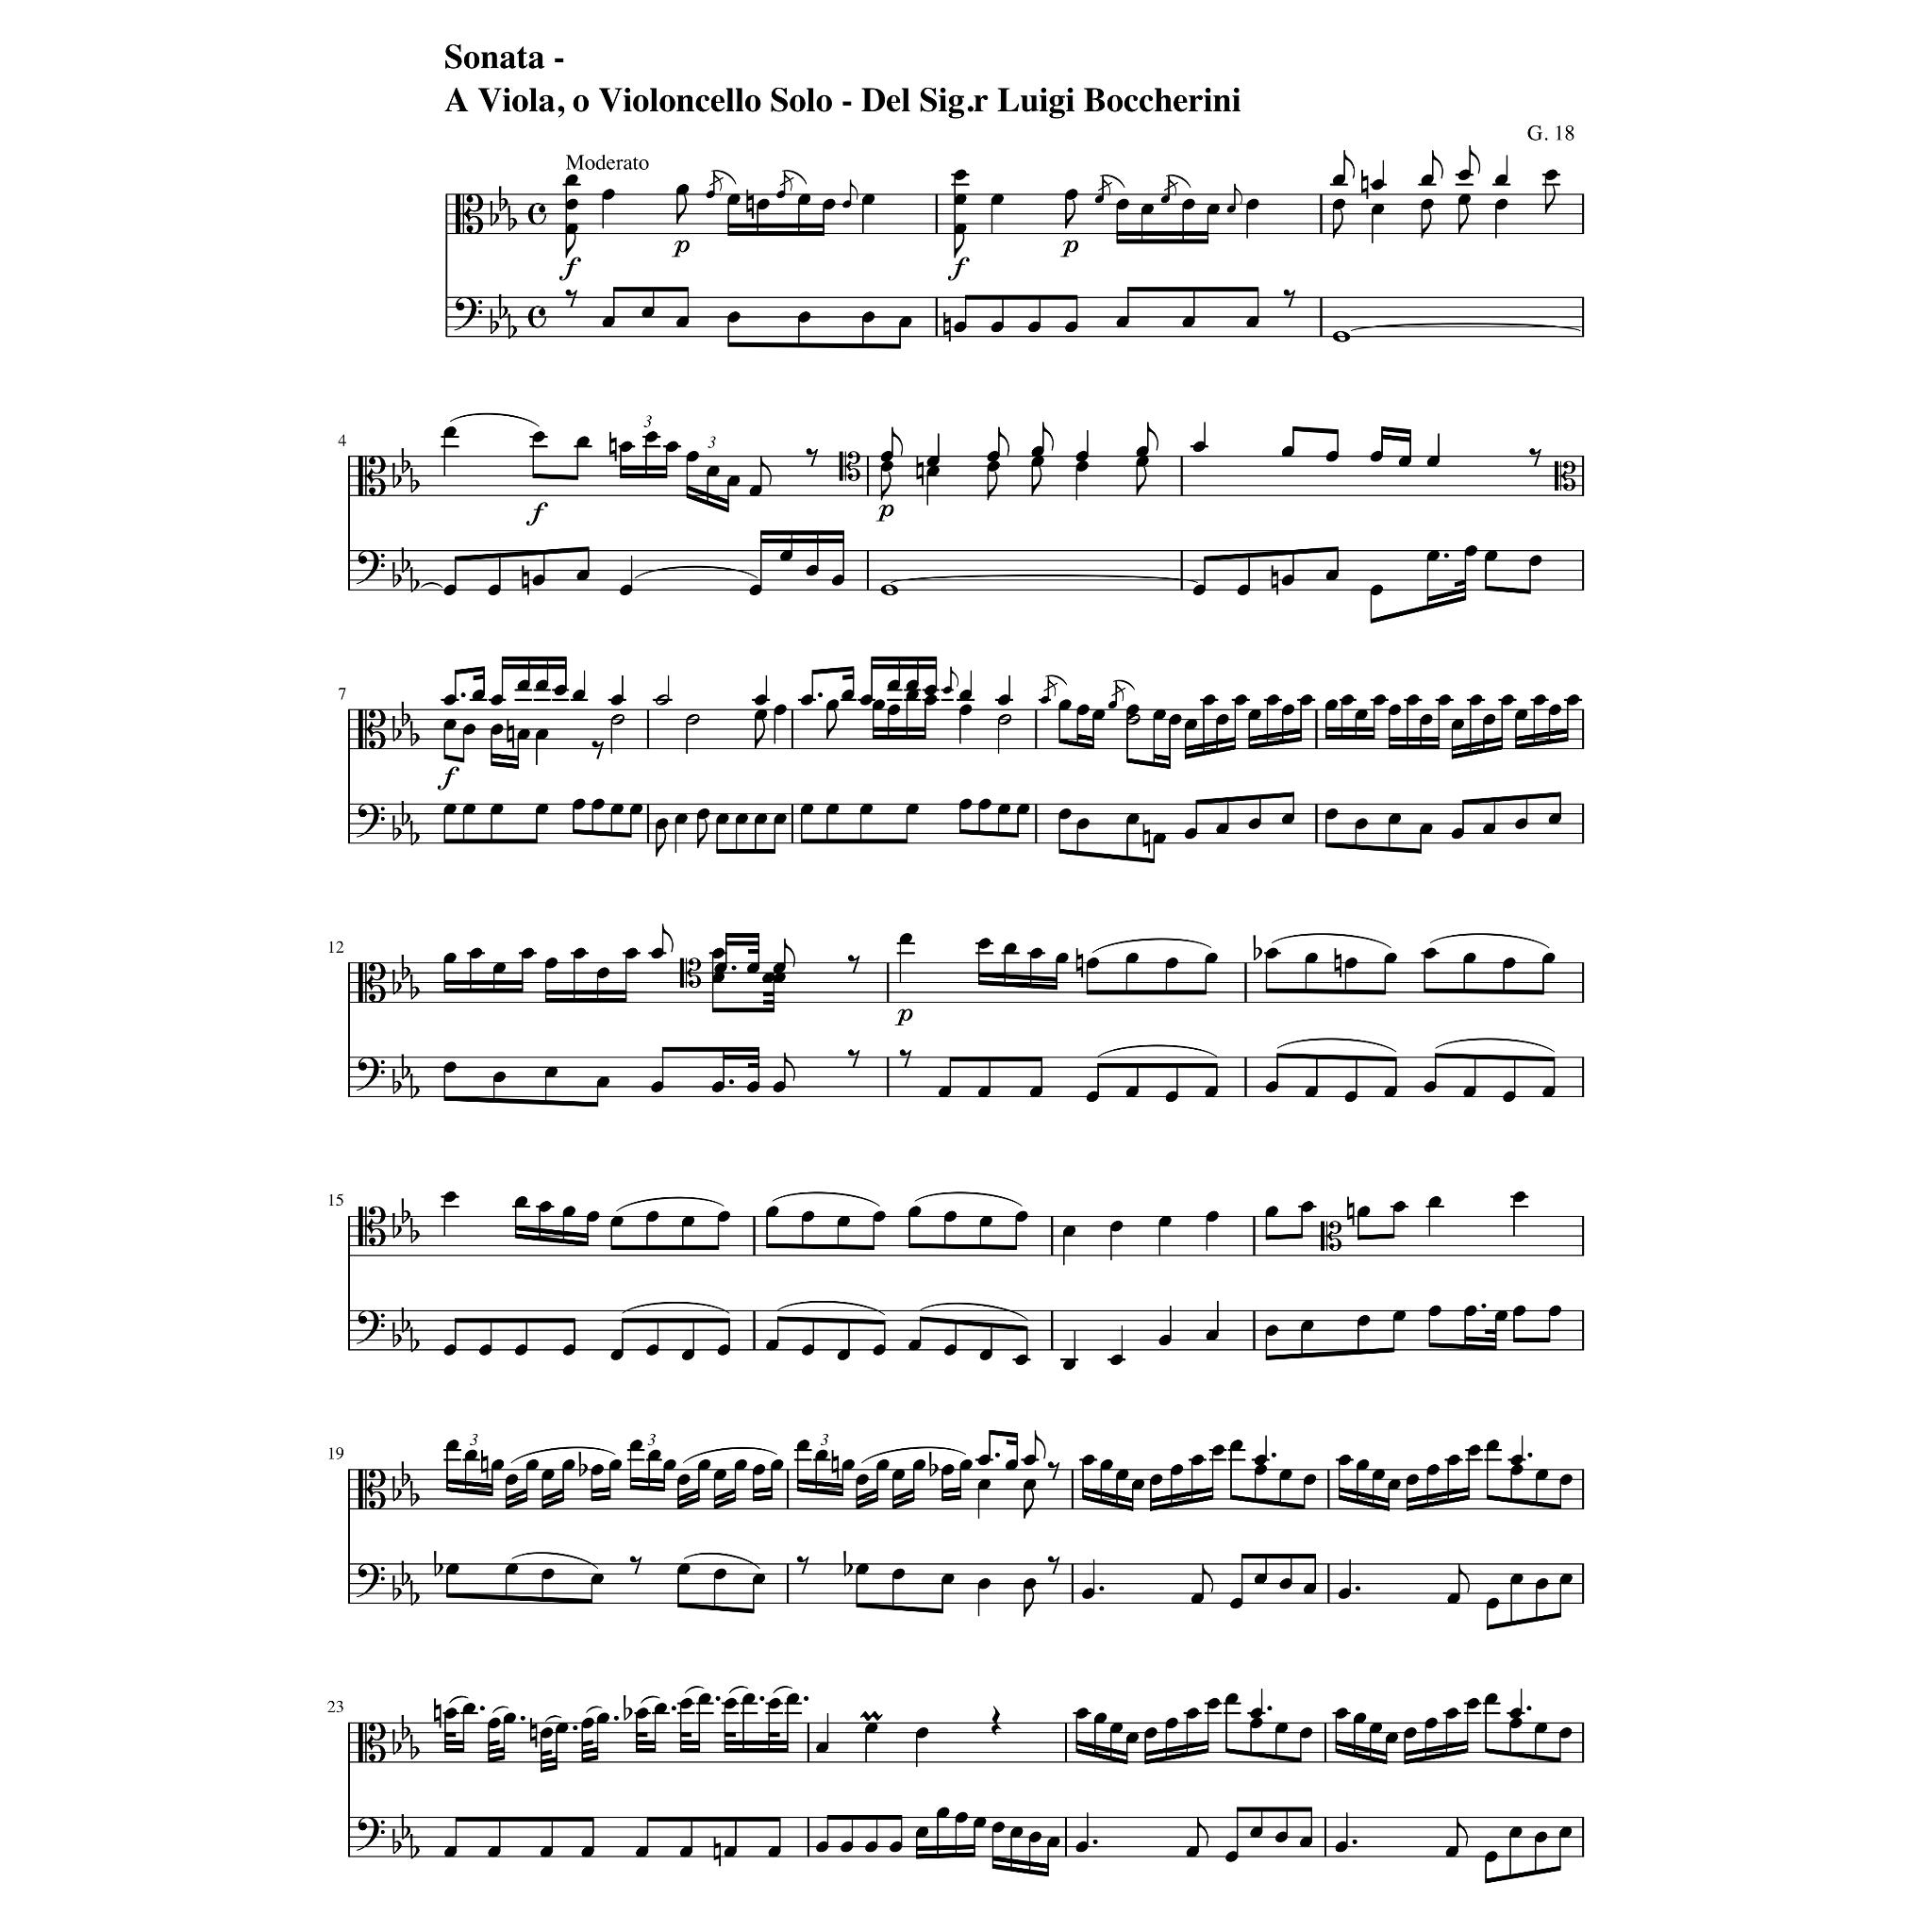 Sonata -
A Viola, o Violoncello Solo - Del Sig.r Luigi Boccherini
G. 18
Moderato
p
p
f
f
4
3
3
f
p
7
f
12
p
15
19
3
3
3
23